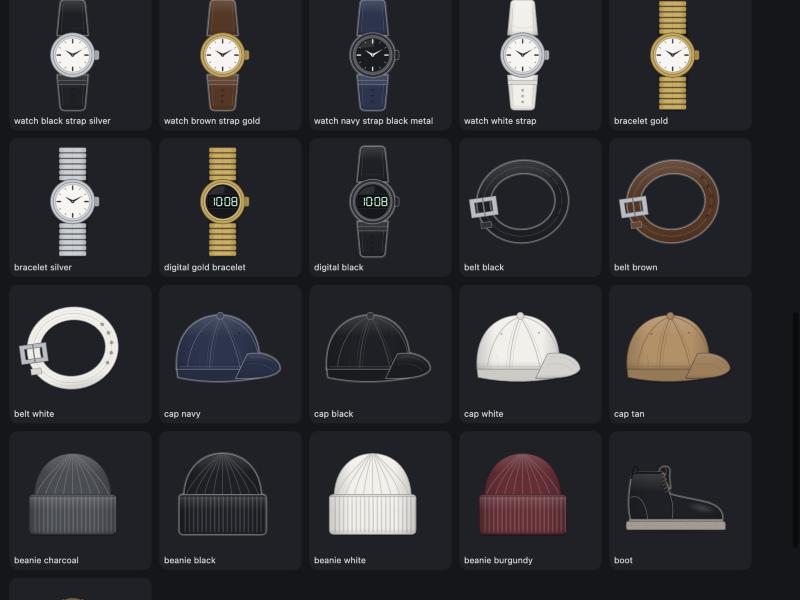 watch black strap silver
watch brown strap gold
watch navy strap black metal
watch white strap
bracelet gold
10:08
10:08
bracelet silver
digital gold bracelet
digital black
belt black
belt brown
belt white
cap navy
cap black
cap white
cap tan
beanie charcoal
beanie black
beanie white
beanie burgundy
boot